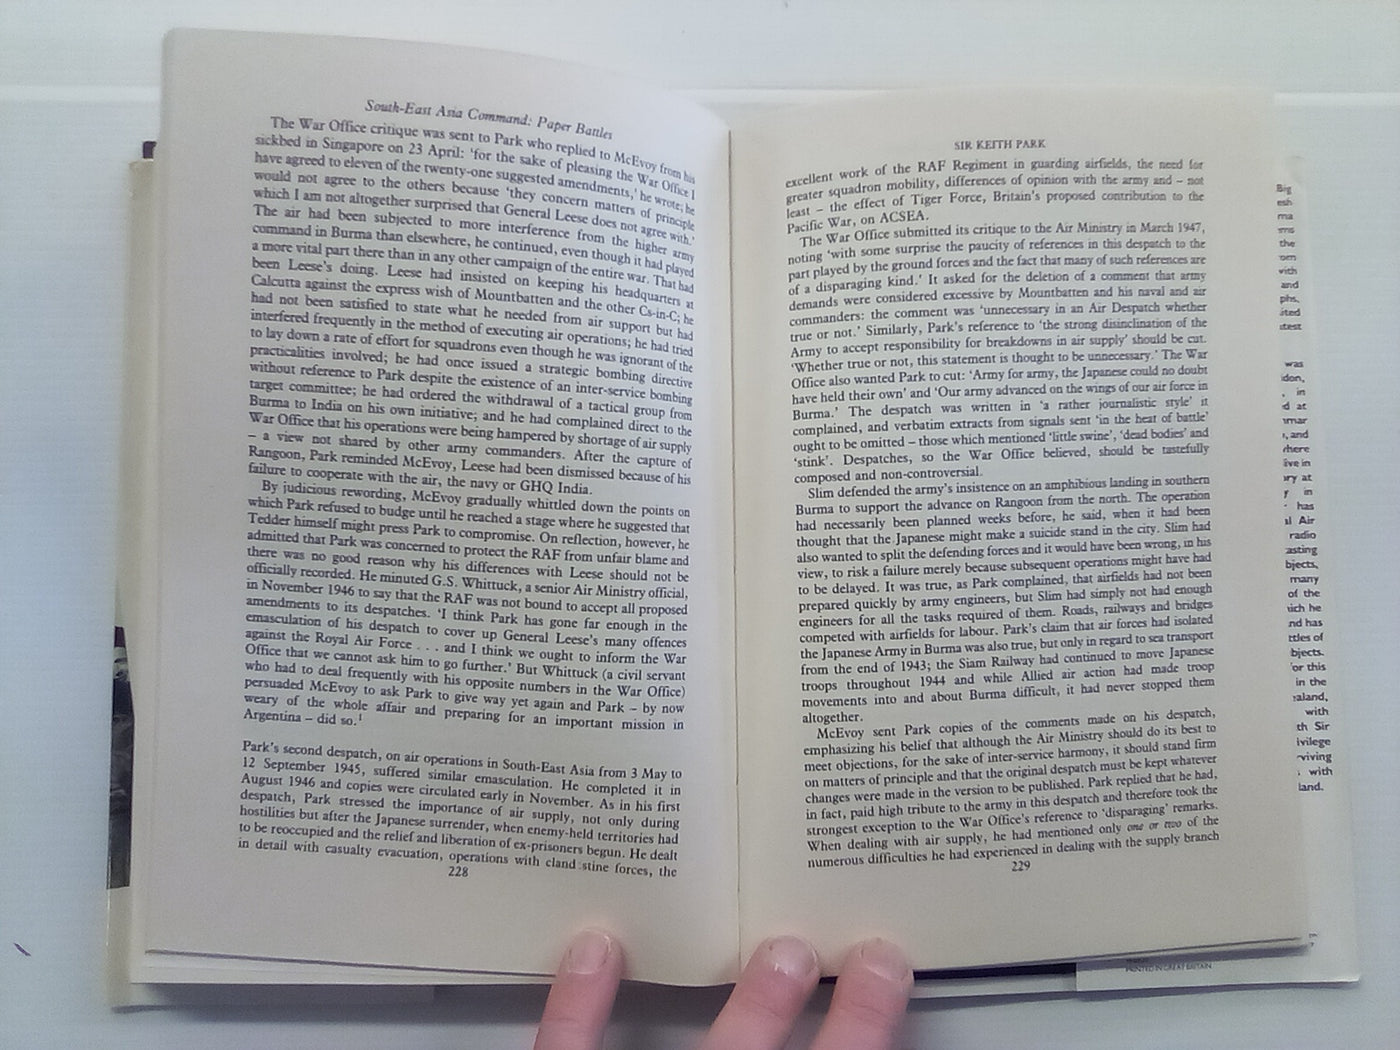 South-East Asia Command: Paper Battles
The War Office critique was sent to Park who replied to McEvoy from his
sickbed in Singapore on 23 April: ‘for the sake of pleasing the War Office I
have agreed to eleven of the twenty-one suggested amendments,’ he wrote; he
would not agree to the others because ‘they concern matters of principle
which I am not altogether surprised that General Leese does not agree with.’
The air had been subjected to more interference from the higher army
command in Burma than elsewhere, he continued, even though it had played
a more vital part there than in any other campaign of the entire war. That had
been Leese's doing. Leese had insisted on keeping his headquarters at
Calcutta against the express wish of Mountbatten and the other Cs-in-C; he
had not been satisfied to state what he needed from air support but had
interfered frequently in the method of executing air operations; he had tried
to lay down a rate of effort for squadrons even though he was ignorant of the
practicalities involved; he had once issued a strategic bombing directive
without reference to Park despite the existence of an inter-service bombing
target committee; he had ordered the withdrawal of a tactical group from
Burma to India on his own initiative; and he had complained direct to the
War Office that his operations were being hampered by shortage of air supply
– a view not shared by other army commanders. After the capture of
Rangoon, Park reminded McEvoy, Leese had been dismissed because of his
failure to cooperate with the air, the navy or GHQ India.
By judicious rewording, McEvoy gradually whittled down the points on
which Park refused to budge until he reached a stage where he suggested that
Tedder himself might press Park to compromise. On reflection, however, he
admitted that Park was concerned to protect the RAF from unfair blame and
there was no good reason why his differences with Leese should not be
officially recorded. He minuted G.S. Whittuck, a senior Air Ministry official,
in November 1946 to say that the RAF was not bound to accept all proposed
amendments to its despatches. ‘I think Park has gone far enough in the
emasculation of his despatch to cover up General Leese's many offences
against the Royal Air Force . . . and I think we ought to inform the War
Office that we cannot ask him to go further.’ But Whittuck (a civil servant
who had to deal frequently with his opposite numbers in the War Office)
persuaded McEvoy to ask Park to give way yet again and Park – by now
weary of the whole affair and preparing for an important mission in
Argentina – did so.¹
Park's second despatch, on air operations in South-East Asia from 3 May to
12 September 1945, suffered similar emasculation. He completed it in
August 1946 and copies were circulated early in November. As in his first
despatch, Park stressed the importance of air supply, not only during
hostilities but after the Japanese surrender, when enemy-held territories had
to be reoccupied and the relief and liberation of ex-prisoners begun. He dealt
in detail with casualty evacuation, operations with cland stine forces, the
228
SIR KEITH PARK
excellent work of the RAF Regiment in guarding airfields, the need for
greater squadron mobility, differences of opinion with the army and – not
least – the effect of Tiger Force, Britain's proposed contribution to the
Pacific War, on ACSEA.
The War Office submitted its critique to the Air Ministry in March 1947,
noting ‘with some surprise the paucity of references in this despatch to the
part played by the ground forces and the fact that many of such references are
of a disparaging kind.’ It asked for the deletion of a comment that army
demands were considered excessive by Mountbatten and his naval and air
commanders: the comment was ‘unnecessary in an Air Despatch whether
true or not.’ Similarly, Park's reference to ‘the strong disinclination of the
Army to accept responsibility for breakdowns in air supply’ should be cut.
‘Whether true or not, this statement is thought to be unnecessary.’ The War
Office also wanted Park to cut: ‘Army for army, the Japanese could no doubt
have held their own’ and ‘Our army advanced on the wings of our air force in
Burma.’ The despatch was written in ‘a rather journalistic style’ it
complained, and verbatim extracts from signals sent ‘in the heat of battle’
ought to be omitted – those which mentioned ‘little swine’, ‘dead bodies’ and
‘stink’. Despatches, so the War Office believed, should be tastefully
composed and non-controversial.
Slim defended the army's insistence on an amphibious landing in southern
Burma to support the advance on Rangoon from the north. The operation
had necessarily been planned weeks before, he said, when it had been
thought that the Japanese might make a suicide stand in the city. Slim had
also wanted to split the defending forces and it would have been wrong, in his
view, to risk a failure merely because subsequent operations might have had
to be delayed. It was true, as Park complained, that airfields had not been
prepared quickly by army engineers, but Slim had simply not had enough
engineers for all the tasks required of them. Roads, railways and bridges
competed with airfields for labour. Park's claim that air forces had isolated
the Japanese Army in Burma was also true, but only in regard to sea transport
from the end of 1943; the Siam Railway had continued to move Japanese
troops throughout 1944 and while Allied air action had made troop
movements into and about Burma difficult, it had never stopped them
altogether.
McEvoy sent Park copies of the comments made on his despatch,
emphasizing his belief that although the Air Ministry should do its best to
meet objections, for the sake of inter-service harmony, it should stand firm
on matters of principle and that the original despatch must be kept whatever
changes were made in the version to be published. Park replied that he had,
in fact, paid high tribute to the army in this despatch and therefore took the
strongest exception to the War Office's reference to ‘disparaging’ remarks.
When dealing with air supply, he had mentioned only one or two of the
numerous difficulties he had experienced in dealing with the supply branch
229
Big
the
with
and
was
in
at
and
in
has
Air
radio
many
of the
he
has
of
this
in the
with
Sir
with
land.
PRINTED IN GREAT BRITAIN